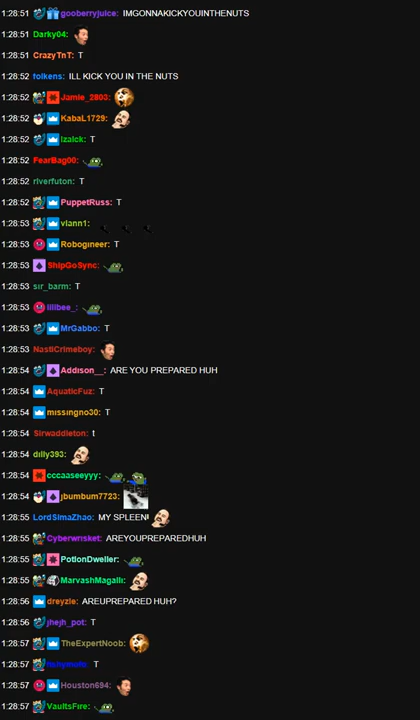 1:28:51 gooberryjuice: IMGONNAKICKYOUINTHENUTS
1:28:51 Darky04:
1:28:51 CrazyTnT: T
1:28:52 folkens: ILL KICK YOU IN THE NUTS
1:28:52 Jamie_2803:
1:28:52 KabaL1729:
1:28:52 Izalck: T
1:28:52 FearBag00:
1:28:52 riverfuton: T
1:28:52 PuppetRuss: T
1:28:53 vlann1:
1:28:53 Robogineer: T
1:28:53 ShipGoSync:
1:28:53 sir_barm: T
1:28:53 lilibee_:
1:28:53 MrGabbo: T
1:28:53 NastiCrimeboy:
1:28:54 Addison__: ARE YOU PREPARED HUH
1:28:54 AquaticFuz: T
1:28:54 missingno30: T
1:28:54 Sirwaddleton: t
1:28:54 dilly393:
1:28:54 cccaaseeyyy:
1:28:54 jbumbum7723:
1:28:55 LordSimaZhao: MY SPLEEN!
1:28:55 Cyberwrisket: AREYOUPREPAREDHUH
1:28:55 PotionDweller:
1:28:55 MarvashMagalli:
1:28:56 dreyzie: AREUPREPARED HUH?
1:28:56 jhejh_pot: T
1:28:57 TheExpertNoob:
1:28:57 T
1:28:57 Houston694:
1:28:57 VaultsFire: